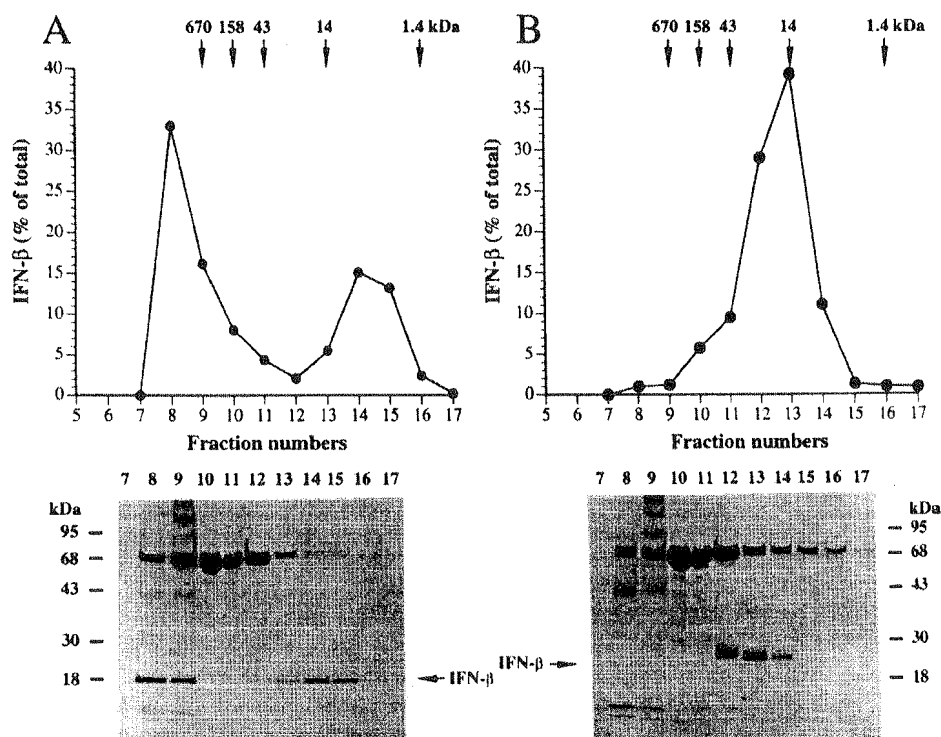 A
670 158 43 14 1.4 kDa
40
35
30
25
20
15
10
5
0
IFN-β (% of total)
5 6 7 8 9 10 11 12 13 14 15 16 17
Fraction numbers
7 8 9 10 11 12 13 14 15 16 17
kDa
95
68
43
30
18
IFN-β
B
670 158 43 14 1.4 kDa
40
35
30
25
20
15
10
5
0
IFN-β (% of total)
5 6 7 8 9 10 11 12 13 14 15 16 17
Fraction numbers
7 8 9 10 11 12 13 14 15 16 17
kDa
95
68
43
30
18
IFN-β